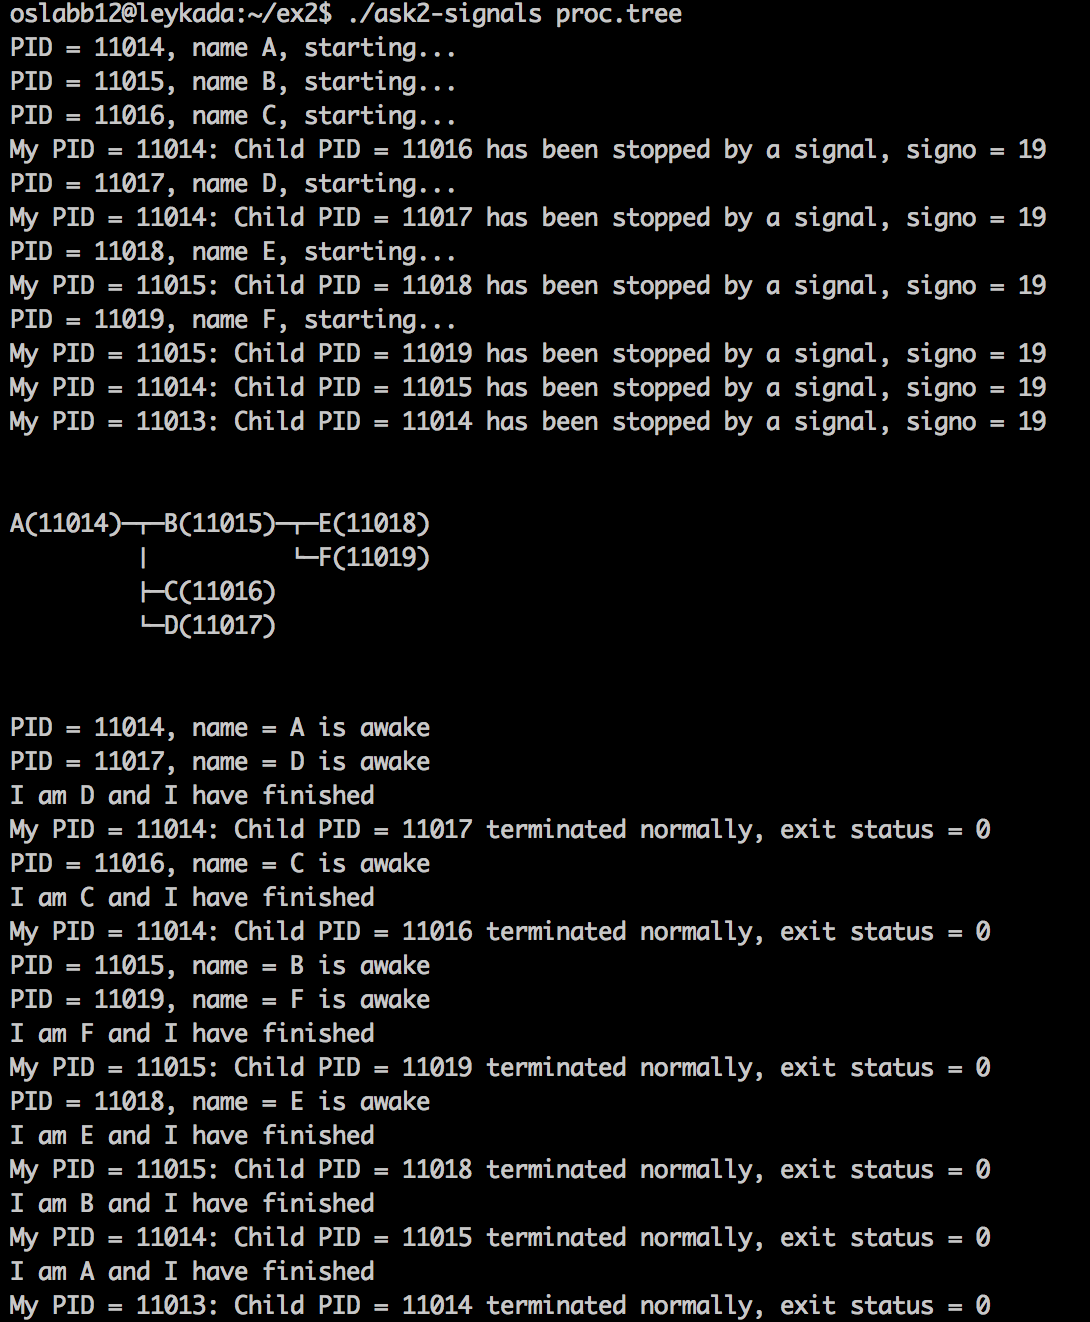 oslabb12@leykada:~/ex2$ ./ask2-signals proc.tree
PID = 11014, name A, starting...
PID = 11015, name B, starting...
PID = 11016, name C, starting...
My PID = 11014: Child PID = 11016 has been stopped by a signal, signo = 19
PID = 11017, name D, starting...
My PID = 11014: Child PID = 11017 has been stopped by a signal, signo = 19
PID = 11018, name E, starting...
My PID = 11015: Child PID = 11018 has been stopped by a signal, signo = 19
PID = 11019, name F, starting...
My PID = 11015: Child PID = 11019 has been stopped by a signal, signo = 19
My PID = 11014: Child PID = 11015 has been stopped by a signal, signo = 19
My PID = 11013: Child PID = 11014 has been stopped by a signal, signo = 19
A(11014)─┬─B(11015)─┬─E(11018)
         │          └─F(11019)
         ├─C(11016)
         └─D(11017)
PID = 11014, name = A is awake
PID = 11017, name = D is awake
I am D and I have finished
My PID = 11014: Child PID = 11017 terminated normally, exit status = 0
PID = 11016, name = C is awake
I am C and I have finished
My PID = 11014: Child PID = 11016 terminated normally, exit status = 0
PID = 11015, name = B is awake
PID = 11019, name = F is awake
I am F and I have finished
My PID = 11015: Child PID = 11019 terminated normally, exit status = 0
PID = 11018, name = E is awake
I am E and I have finished
My PID = 11015: Child PID = 11018 terminated normally, exit status = 0
I am B and I have finished
My PID = 11014: Child PID = 11015 terminated normally, exit status = 0
I am A and I have finished
My PID = 11013: Child PID = 11014 terminated normally, exit status = 0